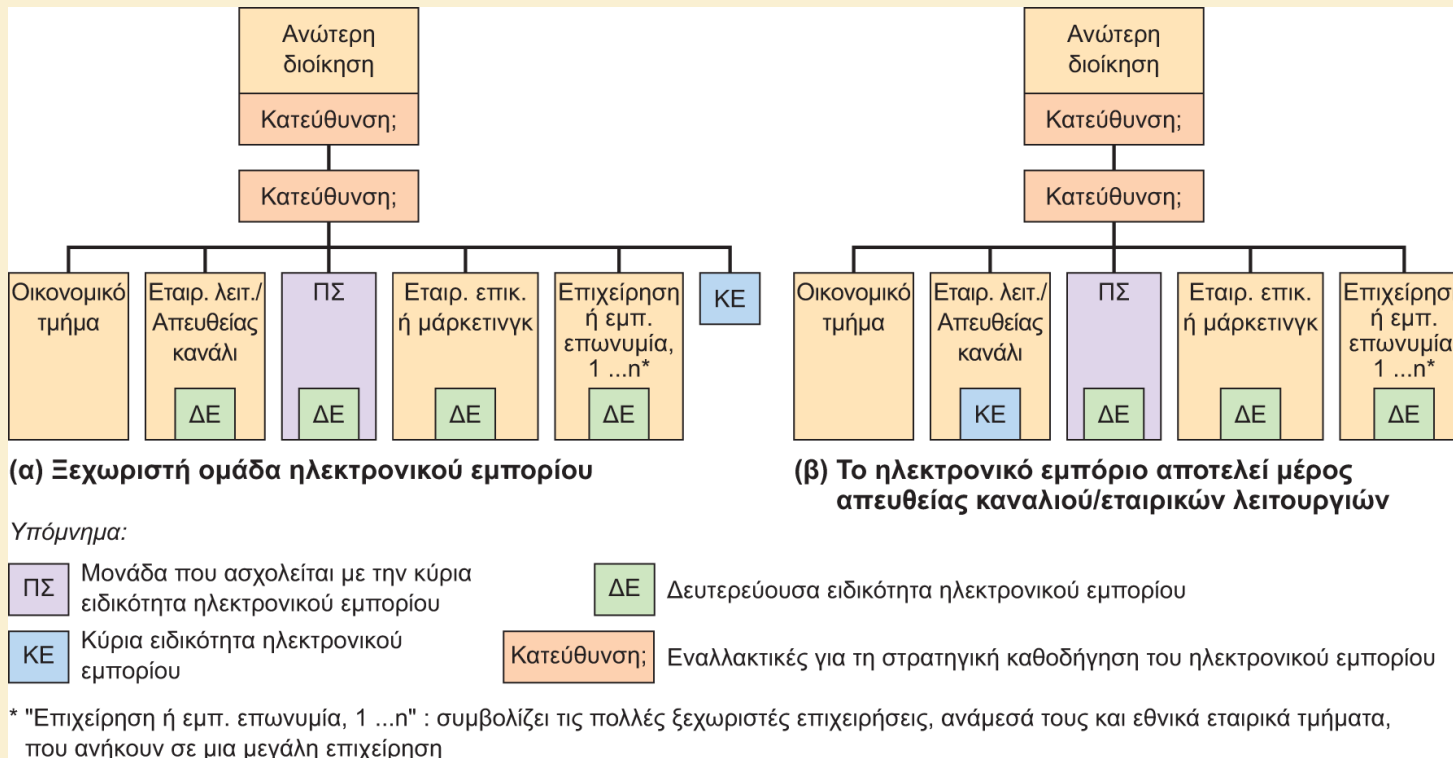 Ανώτερη
διοίκηση
Κατεύθυνση;
Κατεύθυνση;
Οικονομικό
τμήμα
Εταιρ. λειτ./
Απευθείας
κανάλι
ΔΕ
ΠΣ
ΔΕ
Εταιρ. επικ.
ή μάρκετινγκ
ΔΕ
Επιχείρηση
ή εμπ.
επωνυμία,
1 ...n*
ΔΕ
ΚΕ
(α) Ξεχωριστή ομάδα ηλεκτρονικού εμπορίου
Ανώτερη
διοίκηση
Κατεύθυνση;
Κατεύθυνση;
Οικονομικό
τμήμα
Εταιρ. λειτ./
Απευθείας
κανάλι
ΚΕ
ΠΣ
ΔΕ
Εταιρ. επικ.
ή μάρκετινγκ
ΔΕ
Επιχείρησ
ή εμπ.
επωνυμία
1 ...n*
ΔΕ
(β) Το ηλεκτρονικό εμπόριο αποτελεί μέρος
απευθείας καναλιού/εταιρικών λειτουργιών
Υπόμνημα:
ΠΣ Μονάδα που ασχολείται με την κύρια
ειδικότητα ηλεκτρονικού εμπορίου
ΔΕ Δευτερεύουσα ειδικότητα ηλεκτρονικού εμπορίου
ΚΕ Κύρια ειδικότητα ηλεκτρονικού
εμπορίου
Κατεύθυνση; Εναλλακτικές για τη στρατηγική καθοδήγηση του ηλεκτρονικού εμπορίου
* "Επιχείρηση ή εμπ. επωνυμία, 1 ...n" : συμβολίζει τις πολλές ξεχωριστές επιχειρήσεις, ανάμεσά τους και εθνικά εταιρικά τμήματα,
που ανήκουν σε μια μεγάλη επιχείρηση